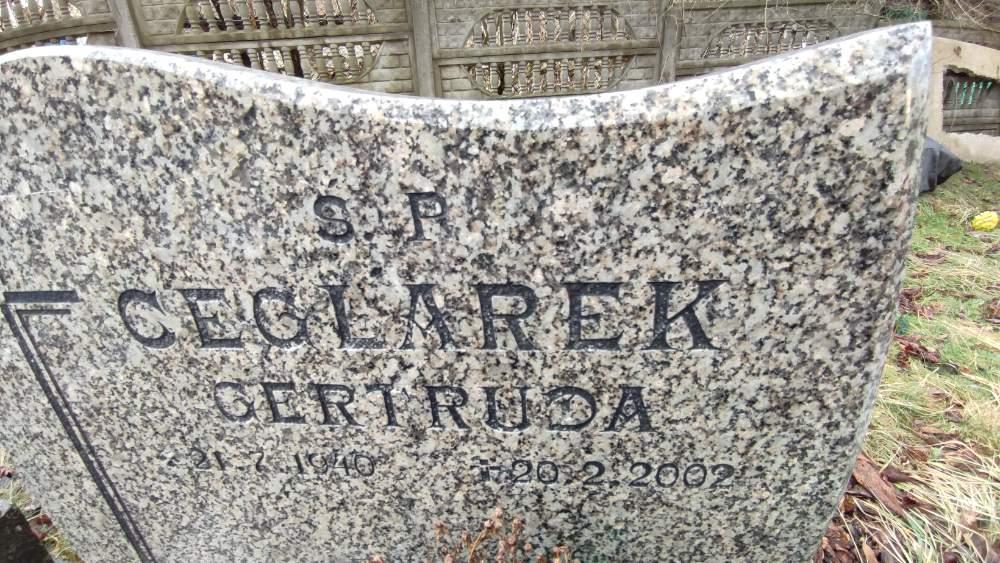 S. P.
CEGLAREK
GERTRUDA
* 21. 7. 1940 † 20. 2. 2002